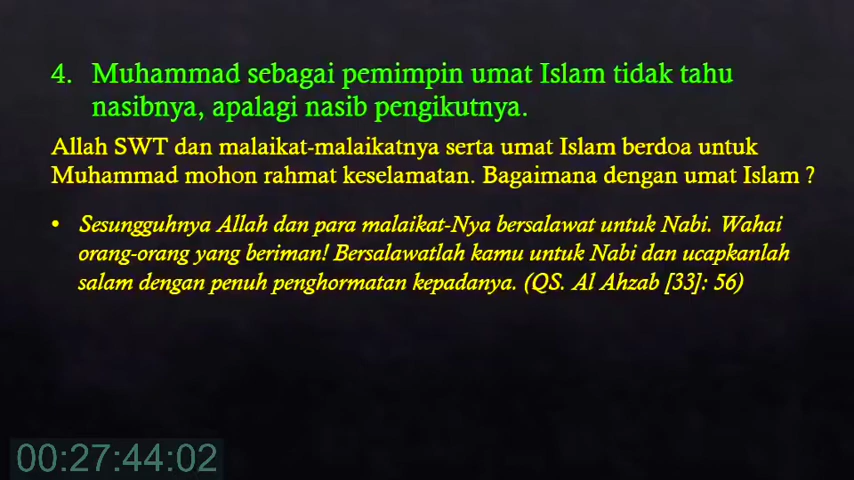 4. Muhammad sebagai pemimpin umat Islam tidak tahu
nasibnya, apalagi nasib pengikutnya.
Allah SWT dan malaikat-malaikatnya serta umat Islam berdoa untuk
Muhammad mohon rahmat keselamatan. Bagaimana dengan umat Islam ?
• Sesungguhnya Allah dan para malaikat-Nya bersalawat untuk Nabi. Wahai
orang-orang yang beriman! Bersalawatlah kamu untuk Nabi dan ucapkanlah
salam dengan penuh penghormatan kepadanya. (QS. Al Ahzab [33]: 56)
00:27:44:02